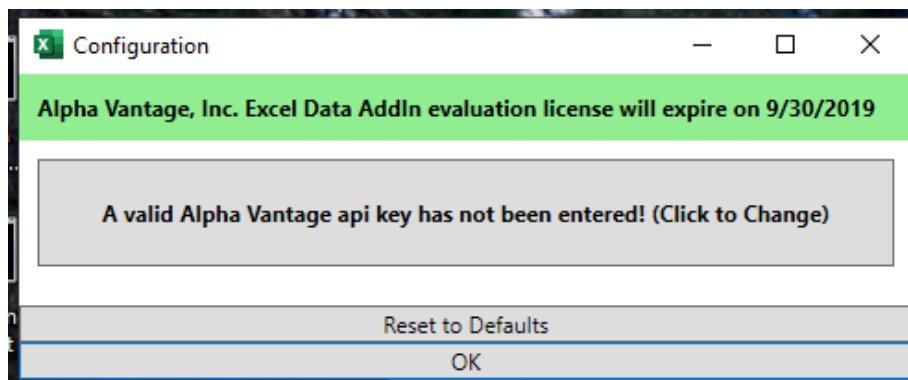 Configuration
Alpha Vantage, Inc. Excel Data AddIn evaluation license will expire on 9/30/2019
A valid Alpha Vantage api key has not been entered! (Click to Change)
Reset to Defaults
OK